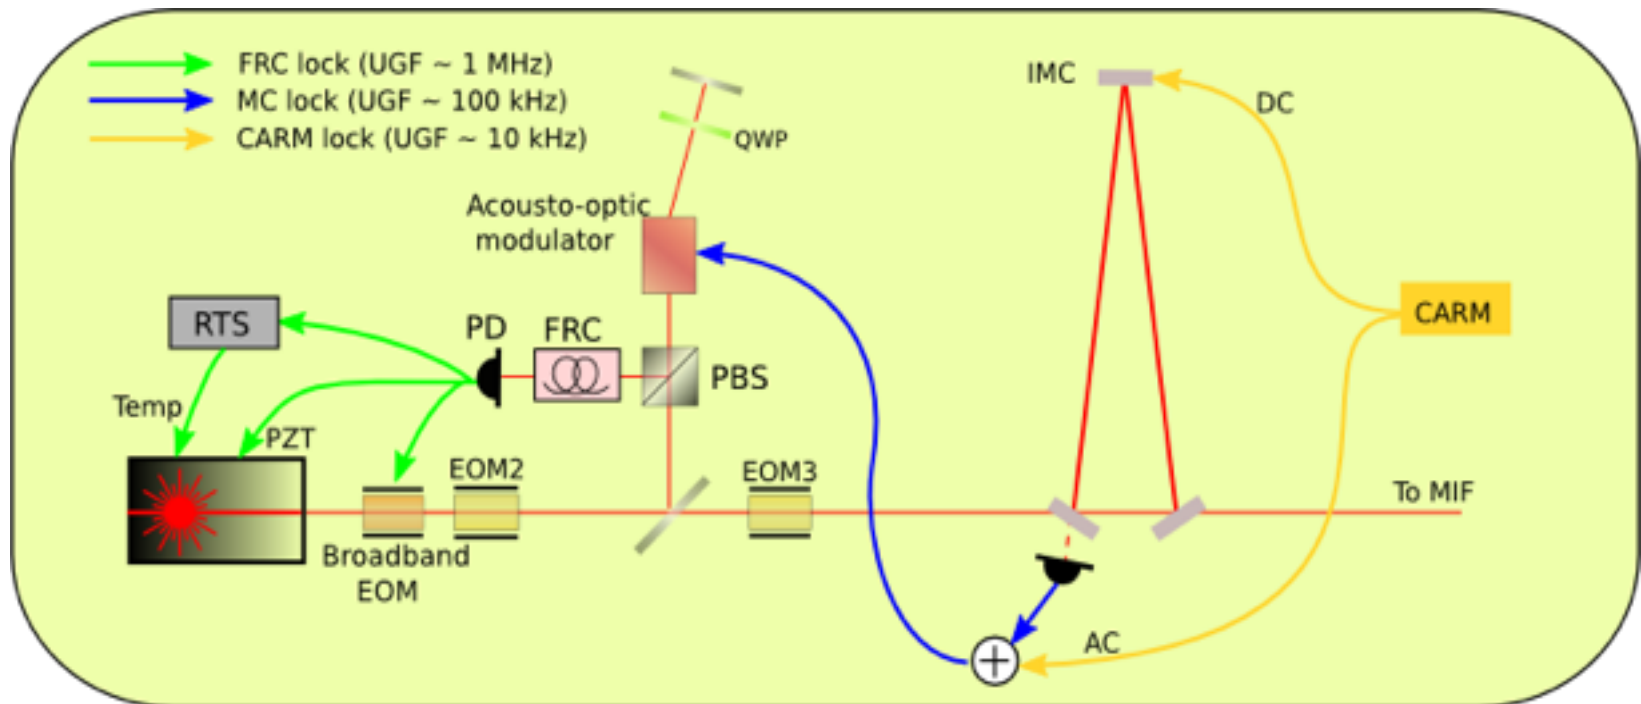 FRC lock (UGF ~ 1 MHz)
MC lock (UGF ~ 100 kHz)
CARM lock (UGF ~ 10 kHz)
IMC
DC
QWP
Acousto-optic
modulator
CARM
RTS
PD
FRC
PBS
Temp
PZT
EOM2
EOM3
To MIF
Broadband
EOM
AC